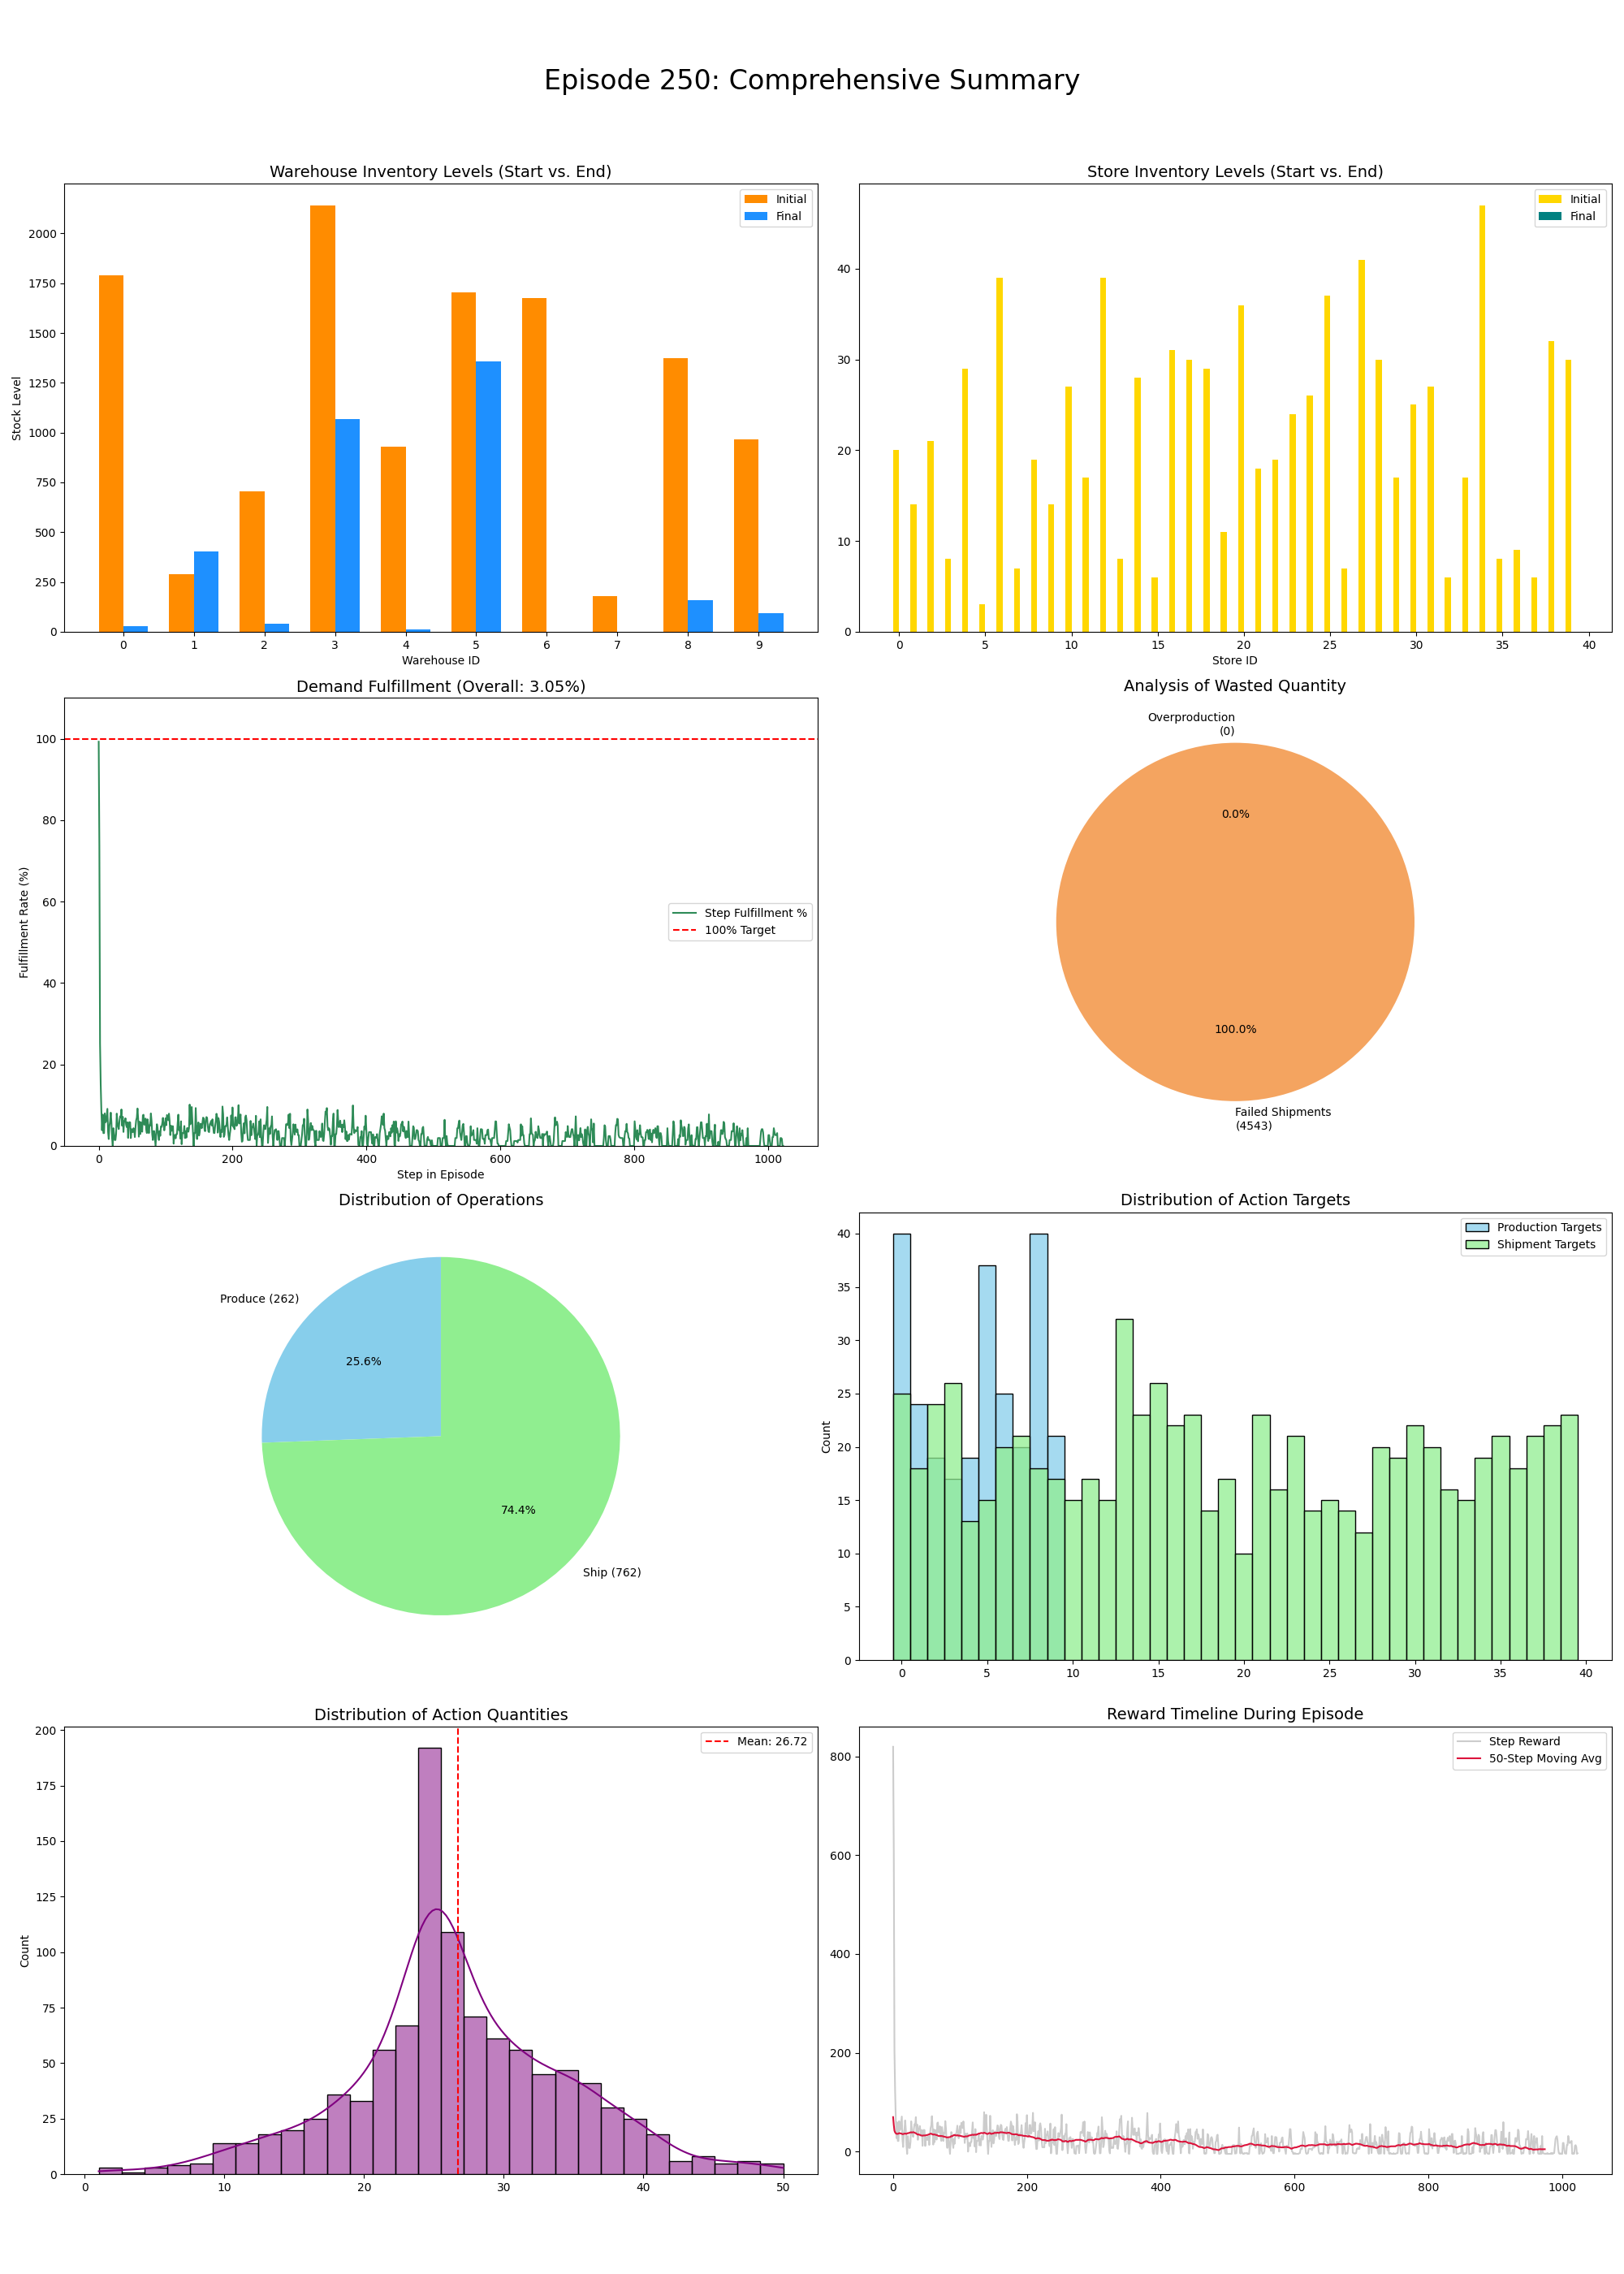 Episode 250: Comprehensive Summary
Warehouse Inventory Levels (Start vs. End)
Initial
Final
Stock Level
2000
1750
1500
1250
1000
750
500
250
0
0 1 2 3 4 5 6 7 8 9
Warehouse ID
Store Inventory Levels (Start vs. End)
Initial
Final
40
30
20
10
0
0 5 10 15 20 25 30 35 40
Store ID
Demand Fulfillment (Overall: 3.05%)
Fulfillment Rate (%)
100
80
60
40
20
0
Step Fulfillment %
100% Target
0 200 400 600 800 1000
Step in Episode
Analysis of Wasted Quantity
Overproduction
(0)
0.0%
100.0%
Failed Shipments
(4543)
Distribution of Operations
Produce (262)
25.6%
74.4%
Ship (762)
Distribution of Action Targets
Production Targets
Shipment Targets
Count
40
35
30
25
20
15
10
5
0
0 5 10 15 20 25 30 35 40
Distribution of Action Quantities
Mean: 26.72
Count
200
175
150
125
100
75
50
25
0
0 10 20 30 40 50
Reward Timeline During Episode
Step Reward
50-Step Moving Avg
800
600
400
200
0
0 200 400 600 800 1000